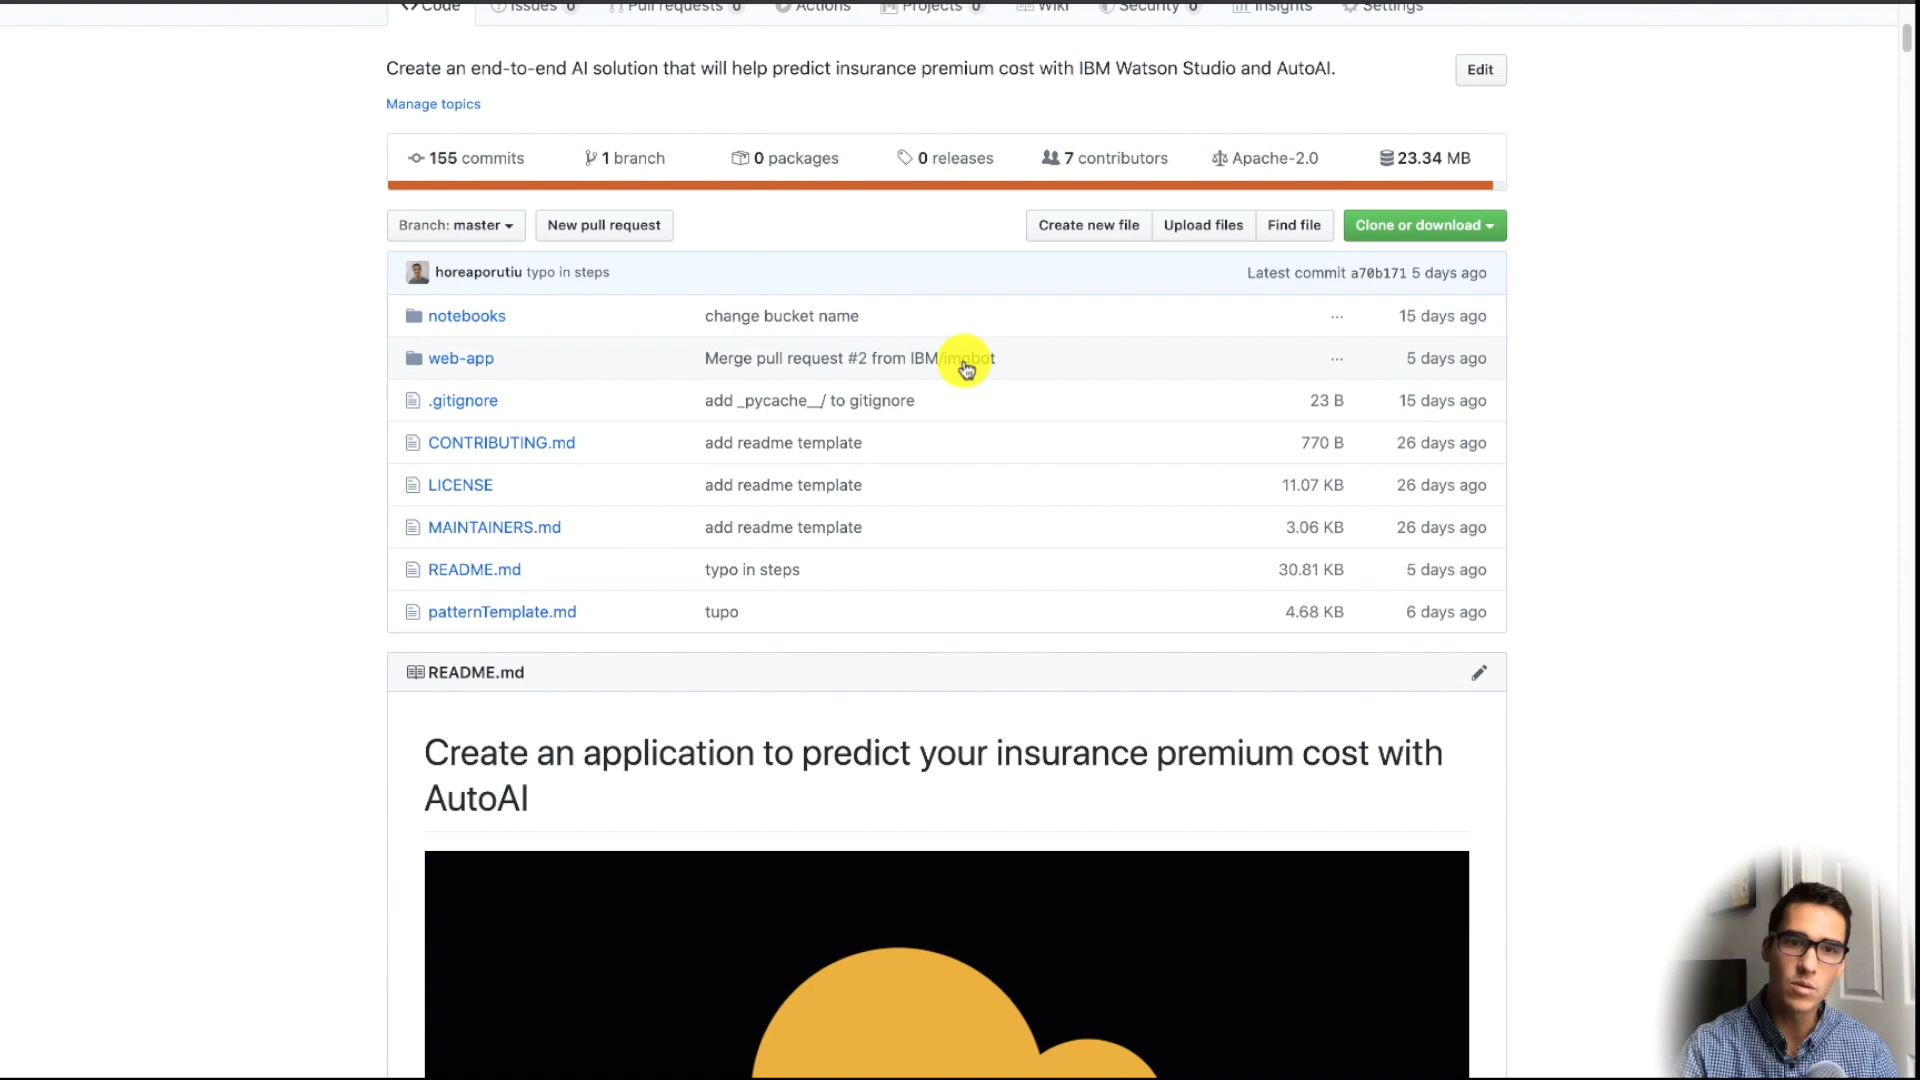 Code Issues 0 Pull requests 0 Actions Projects 0 Wiki Security 0 Insights Settings
Create an end-to-end AI solution that will help predict insurance premium cost with IBM Watson Studio and AutoAI.
Edit
Manage topics
155 commits 1 branch 0 packages 0 releases 7 contributors Apache-2.0 23.34 MB
Branch: master New pull request Create new file Upload files Find file Clone or download
horeaporutiu typo in steps Latest commit a70b171 5 days ago
notebooks change bucket name ... 15 days ago
web-app Merge pull request #2 from IBM/imgbot ... 5 days ago
.gitignore add _pycache__/ to gitignore 23 B 15 days ago
CONTRIBUTING.md add readme template 770 B 26 days ago
LICENSE add readme template 11.07 KB 26 days ago
MAINTAINERS.md add readme template 3.06 KB 26 days ago
README.md typo in steps 30.81 KB 5 days ago
patternTemplate.md tupo 4.68 KB 6 days ago
README.md
Create an application to predict your insurance premium cost with
AutoAI